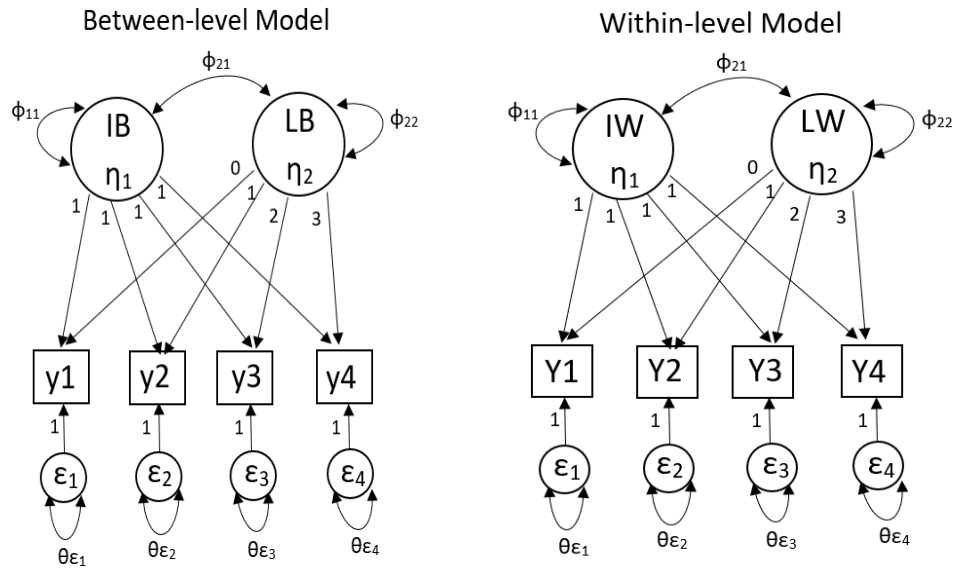 Between-level Model
Within-level Model
ϕ21
ϕ21
ϕ11
IB
LB
ϕ22
ϕ11
IW
LW
ϕ22
η1
η2
η1
η2
1
1
1
1
0
1
2
3
1
1
1
1
0
1
2
3
y1
y2
y3
y4
Y1
Y2
Y3
Y4
1
1
1
1
1
1
1
1
ε1
ε2
ε3
ε4
ε1
ε2
ε3
ε4
θε1
θε2
θε3
θε4
θε1
θε2
θε3
θε4